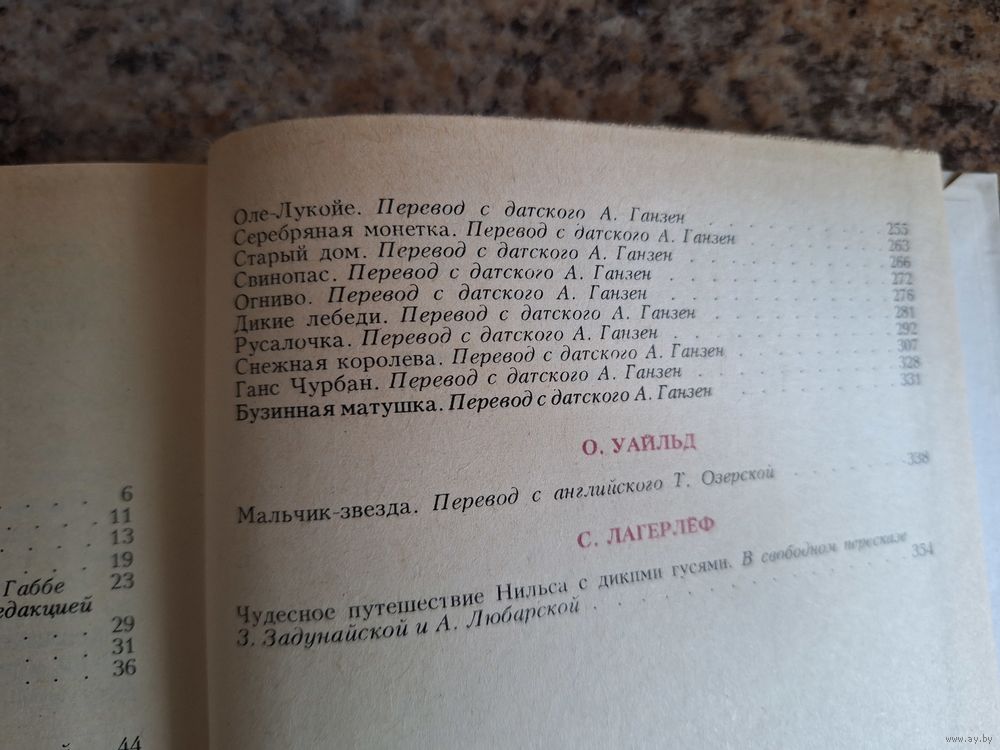 6
11
13
19
Габбе 23
29
31
36
44
Оле-Лукойе. Перевод с датского А. Ганзен . . . . . 255
Серебряная монетка. Перевод с датского А. Ганзен . . . . . 263
Старый дом. Перевод с датского А. Ганзен . . . . . 266
Свинопас. Перевод с датского А. Ганзен . . . . . 272
Огниво. Перевод с датского А. Ганзен . . . . . 276
Дикие лебеди. Перевод с датского А. Ганзен . . . . . 281
Русалочка. Перевод с датского А. Ганзен . . . . . 292
Снежная королева. Перевод с датского А. Ганзен . . . . . 307
Ганс Чурбан. Перевод с датского А. Ганзен . . . . . 328
Бузинная матушка. Перевод с датского А. Ганзен . . . . . 331
О. УАЙЛЬД
Мальчик-звезда. Перевод с английского Т. Озерской . . . . . 338
С. ЛАГЕРЛЁФ
Чудесное путешествие Нильса с дикими гусями. В свободном пересказе
З. Задунайской и А. Любарской . . . . . 354
www.ay.by